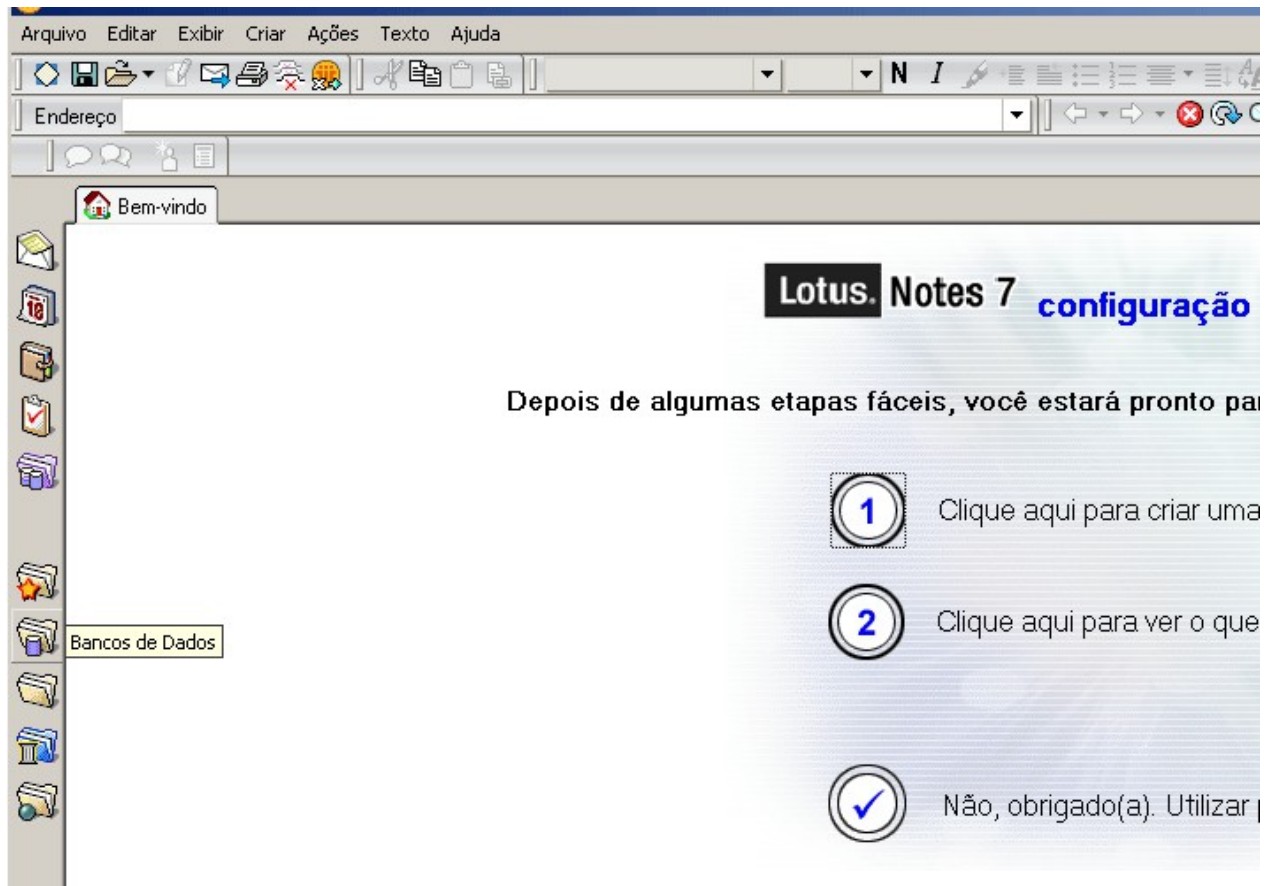 Arquivo Editar Exibir Criar Ações Texto Ajuda
N I
Endereço
Bem-vindo
18
Lotus. Notes 7 configuração
Depois de algumas etapas fáceis, você estará pronto
1 Clique aqui para criar uma
2 Clique aqui para ver o que
Bancos de Dados
Não, obrigado(a). Utilizar